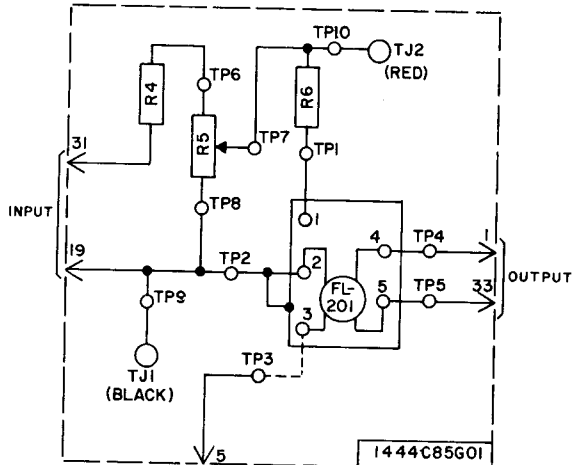 TP10
TJ2
(RED)
TP6
R4
R6
R5
TP7
TP1
31
INPUT
TP8
1
19
TP2
2
4
TP4
1
FL-
201
OUTPUT
5
TP5
33
3
TP9
TJ1
(BLACK)
TP3
5
1444C85G01